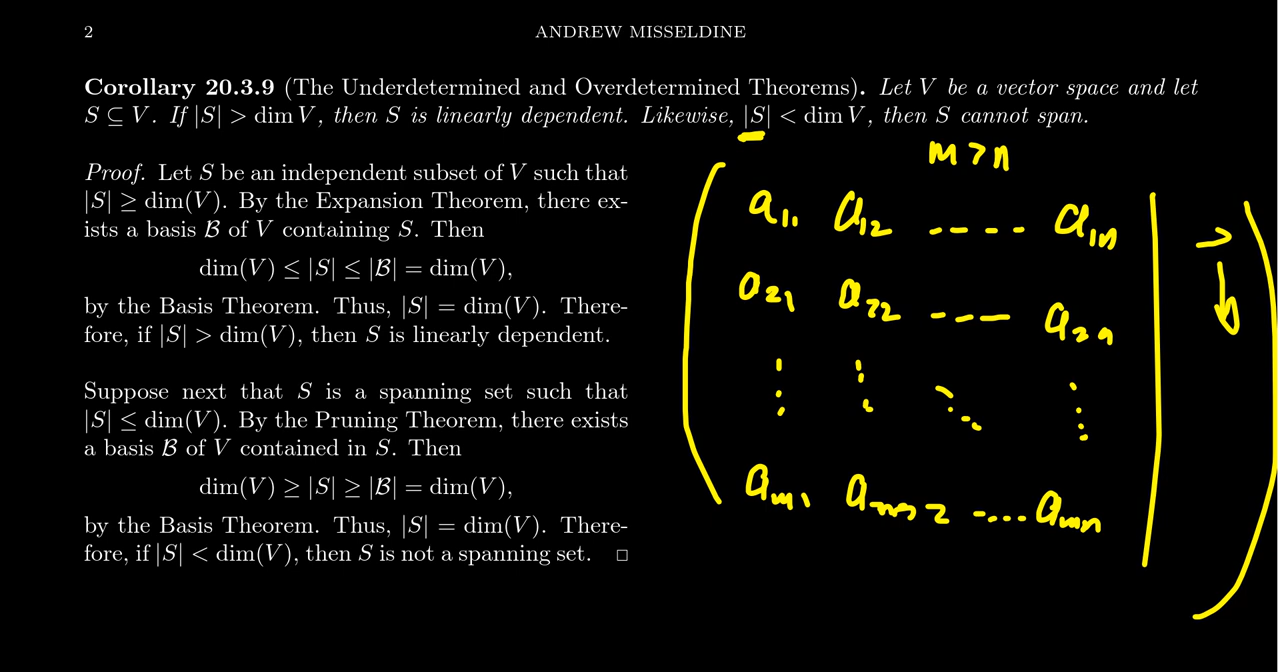 2 ANDREW MISSELDINE
Corollary 20.3.9 (The Underdetermined and Overdetermined Theorems). Let V be a vector space and let
S ⊆ V. If |S| > dim V, then S is linearly dependent. Likewise, |S| < dim V, then S cannot span.
Proof. Let S be an independent subset of V such that
|S| ≥ dim(V). By the Expansion Theorem, there ex-
ists a basis ℬ of V containing S. Then
dim(V) ≤ |S| ≤ |ℬ| = dim(V),
by the Basis Theorem. Thus, |S| = dim(V). There-
fore, if |S| > dim(V), then S is linearly dependent.
Suppose next that S is a spanning set such that
|S| ≤ dim(V). By the Pruning Theorem, there exists
a basis ℬ of V contained in S. Then
dim(V) ≥ |S| ≥ |ℬ| = dim(V),
by the Basis Theorem. Thus, |S| = dim(V). There-
fore, if |S| < dim(V), then S is not a spanning set. □
m > n
a₁₁ a₁₂ ---- a₁ₙ
a₂₁ a₂₂ --- a₂ₙ
⋮ ⋮ ⋱ ⋮
aₘ₁ aₘ₂ .... aₘₙ